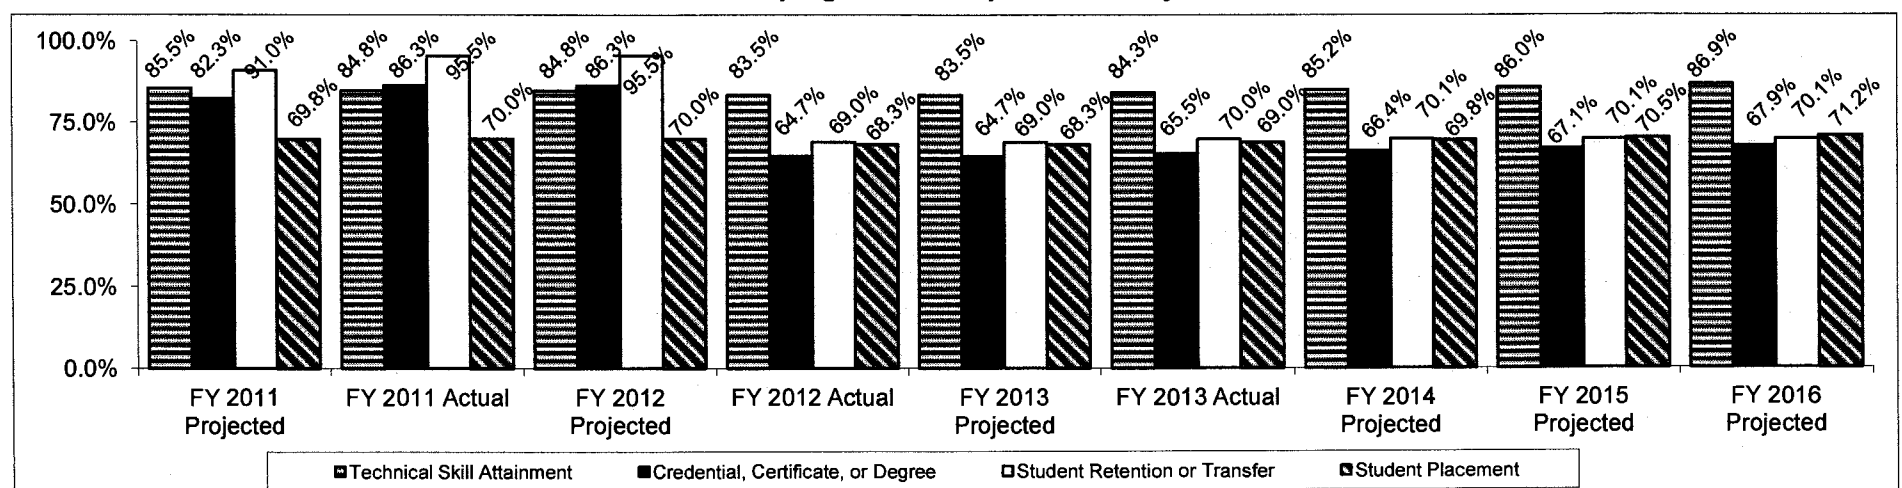 100.0%
75.0%
50.0%
25.0%
0.0%
85.5% 82.3% 91.0% 69.8%
84.8% 86.3% 95.5% 70.0%
84.8% 86.3% 95.5% 70.0%
83.5% 64.7% 69.0% 68.3%
83.5% 64.7% 69.0% 68.3%
84.3% 65.5% 70.0% 69.0%
85.2% 66.4% 70.1% 69.8%
86.0% 67.1% 70.1% 70.5%
86.9% 67.9% 70.1% 71.2%
FY 2011
Projected
FY 2011 Actual
FY 2012
Projected
FY 2012 Actual
FY 2013
Projected
FY 2013 Actual
FY 2014
Projected
FY 2015
Projected
FY 2016
Projected
Technical Skill Attainment
Credential, Certificate, or Degree
Student Retention or Transfer
Student Placement